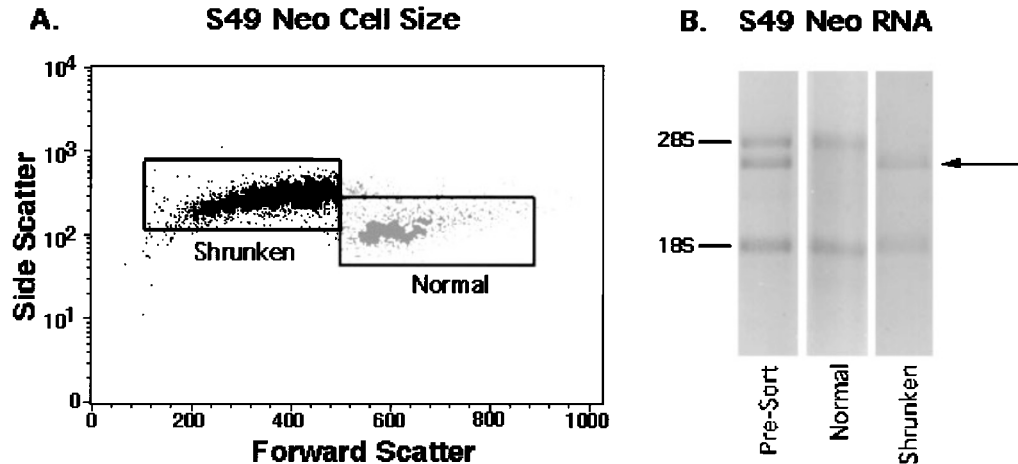 A. S49 Neo Cell Size
Side Scatter
10⁴
10³
10²
10¹
0
Shrunken
Normal
0 200 400 600 800 1000
Forward Scatter
B. S49 Neo RNA
28S
18S
Pre-Sort
Normal
Shrunken